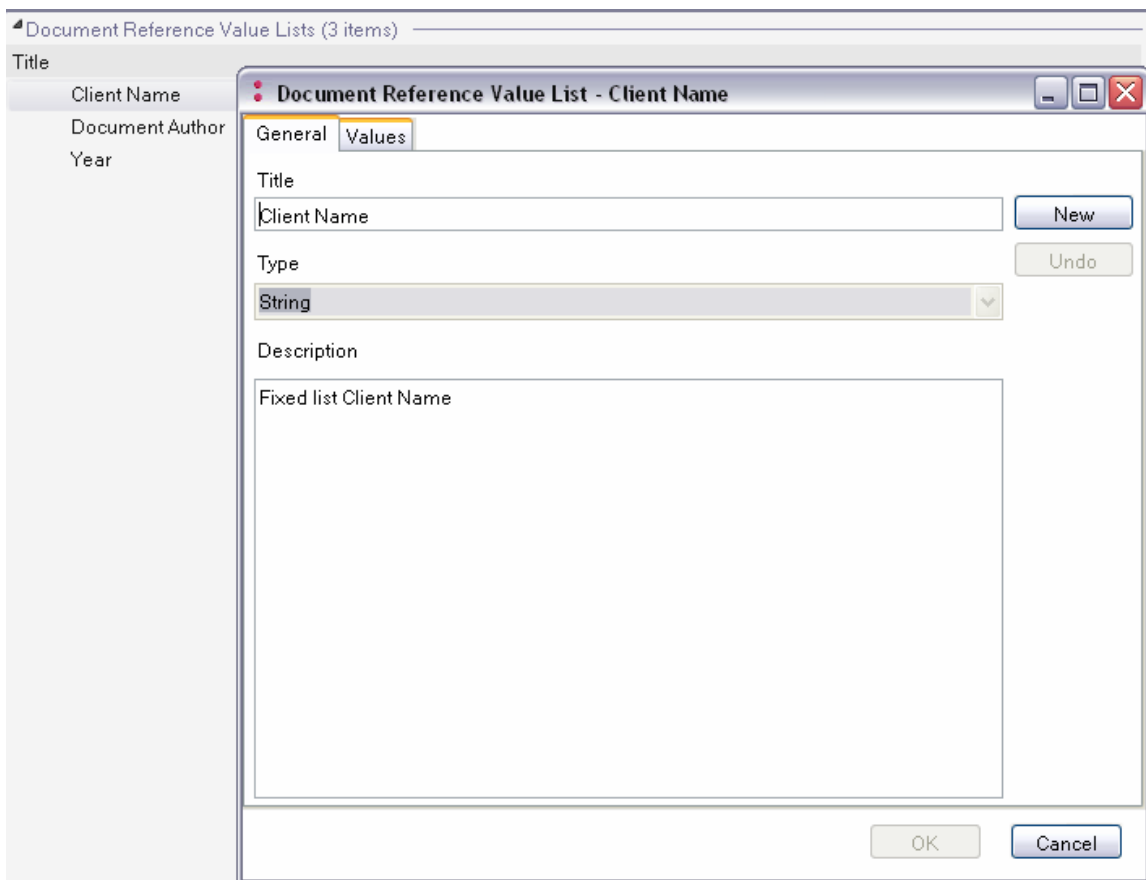 Document Reference Value Lists (3 items)
Title
Client Name
Document Author
Year
Document Reference Value List - Client Name
General
Values
Title
Client Name
New
Type
Undo
String
Description
Fixed list Client Name
OK
Cancel